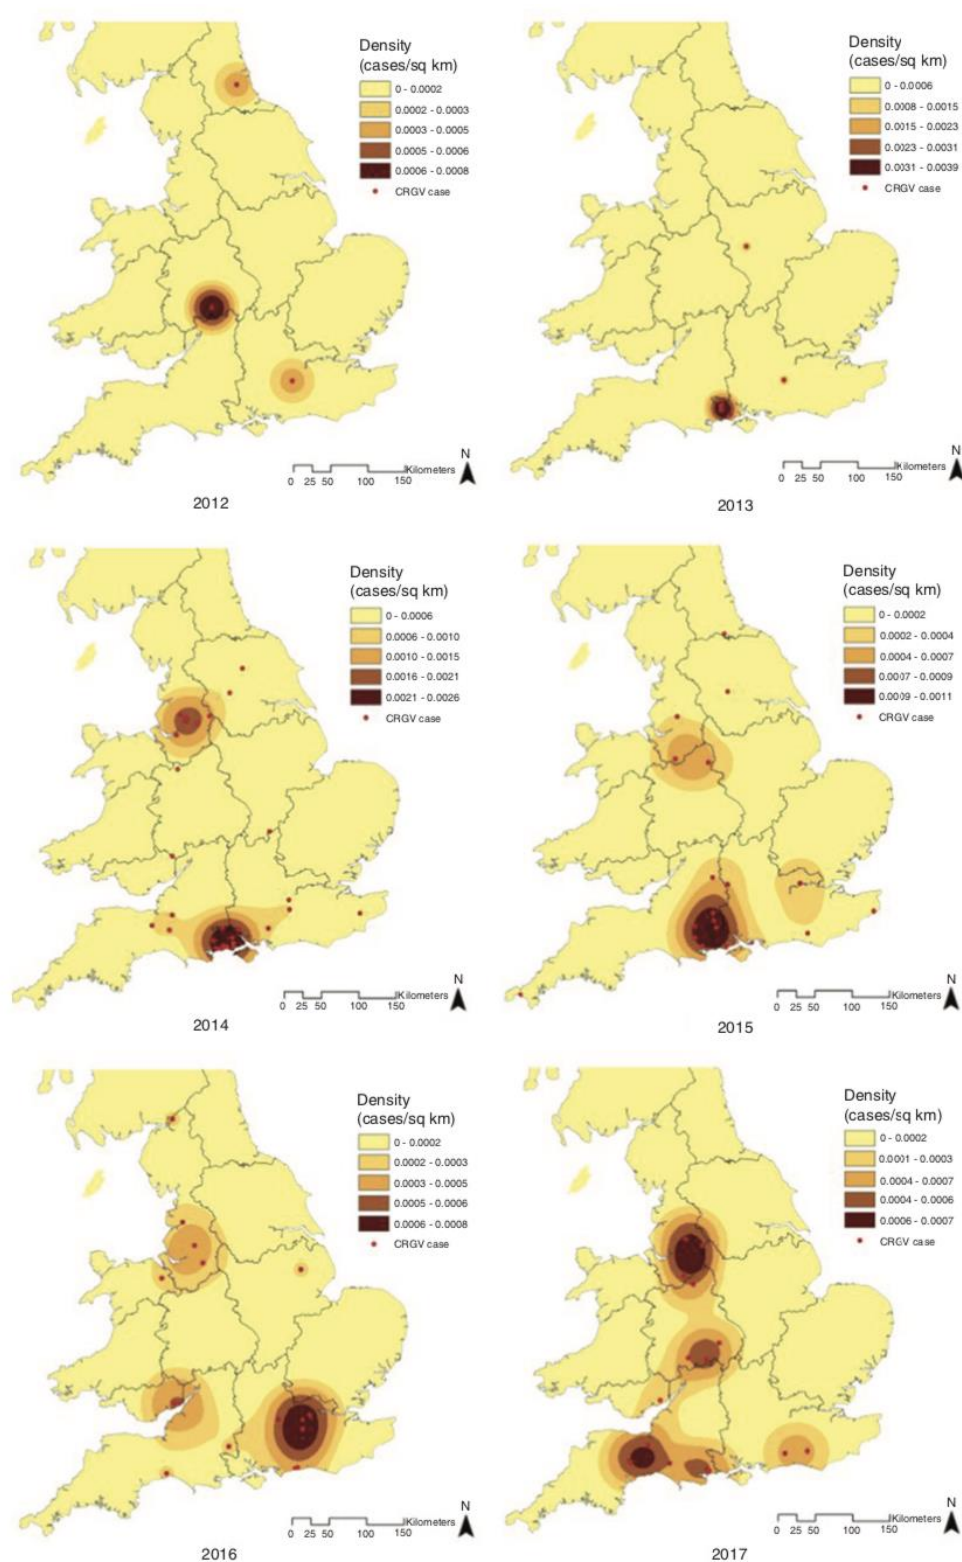 Density
(cases/sq km)
0 - 0.0002
0.0002 - 0.0003
0.0003 - 0.0005
0.0005 - 0.0006
0.0006 - 0.0008
CRGV case
N
Kilometers
0 25 50 100 150
2012
Density
(cases/sq km)
0 - 0.0006
0.0008 - 0.0015
0.0015 - 0.0023
0.0023 - 0.0031
0.0031 - 0.0039
CRGV case
N
Kilometers
0 25 50 100 150
2013
Density
(cases/sq km)
0 - 0.0006
0.0006 - 0.0010
0.0010 - 0.0015
0.0016 - 0.0021
0.0021 - 0.0026
CRGV case
N
Kilometers
0 25 50 100 150
2014
Density
(cases/sq km)
0 - 0.0002
0.0002 - 0.0004
0.0004 - 0.0007
0.0007 - 0.0009
0.0009 - 0.0011
CRGV case
N
Kilometers
0 25 50 100 150
2015
Density
(cases/sq km)
0 - 0.0002
0.0002 - 0.0003
0.0003 - 0.0005
0.0005 - 0.0006
0.0006 - 0.0008
CRGV case
N
Kilometers
0 25 50 100 150
2016
Density
(cases/sq km)
0 - 0.0002
0.0001 - 0.0003
0.0004 - 0.0007
0.0004 - 0.0006
0.0006 - 0.0007
CRGV case
N
Kilometers
0 25 50 100 150
2017